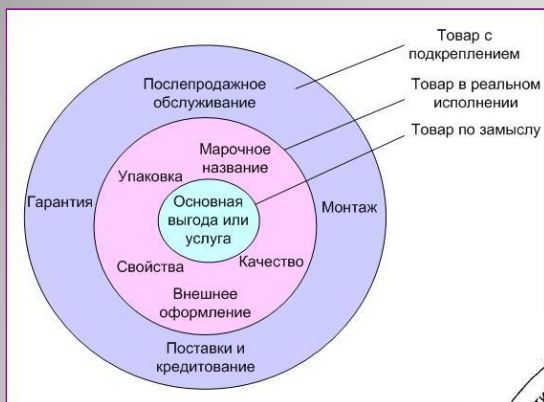 Товар с
подкреплением
Товар в реальном
исполнении
Товар по замыслу
Послепродажное
обслуживание
Марочное
название
Упаковка
Гарантия
Основная
выгода или
услуга
Монтаж
Свойства
Качество
Внешнее
оформление
Поставки и
кредитование